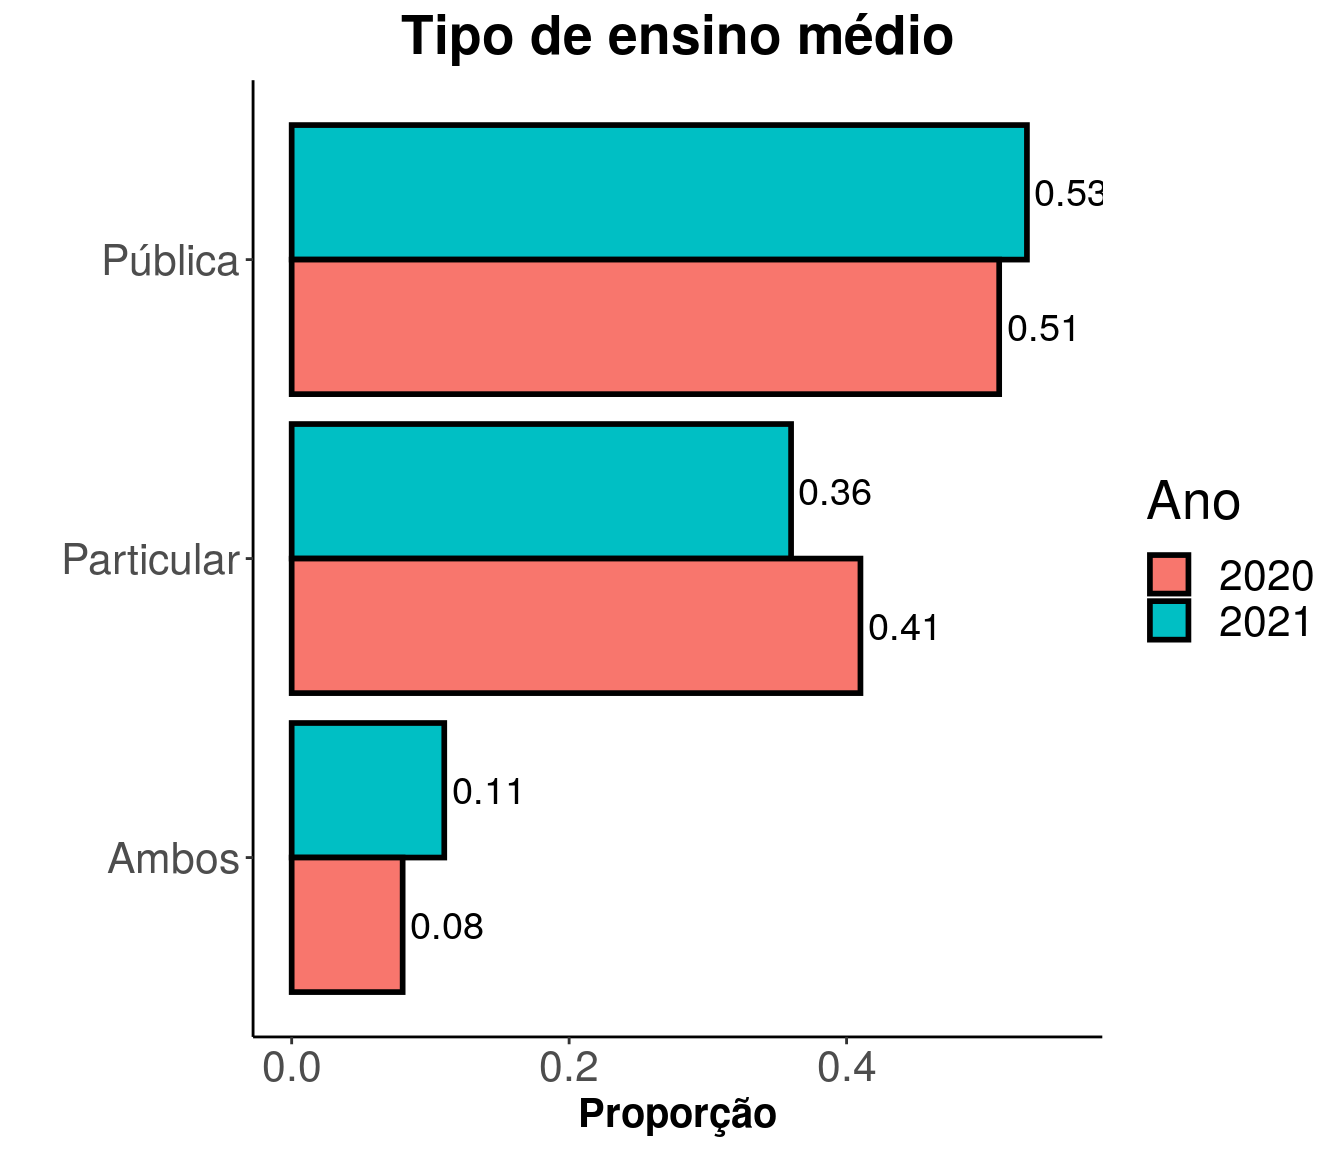 Tipo de ensino médio
Pública
0.53
0.51
Particular
0.36
0.41
Ambos
0.11
0.08
0.0 0.2 0.4
Proporção
Ano
2020
2021